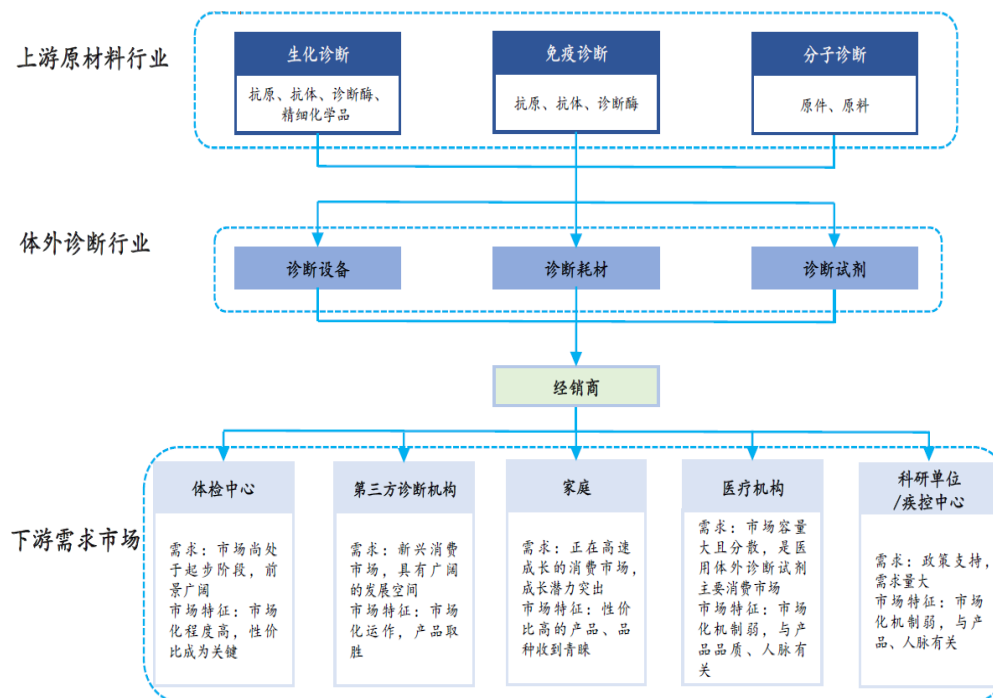 上游原材料行业
生化诊断
抗原、抗体、诊断酶、
精细化学品
免疫诊断
抗原、抗体、诊断酶
分子诊断
原件、原料
体外诊断行业
诊断设备
诊断耗材
诊断试剂
经销商
下游需求市场
体检中心
需求：市场尚处
于起步阶段，前
景广阔
市场特征：市场
化程度高，性价
比成为关键
第三方诊断机构
需求：新兴消费
市场，具有广阔
的发展空间
市场特征：市场
化运作，产品取
胜
家庭
需求：正在高速
成长的消费市场，
成长潜力突出
市场特征：性价
比高的产品、品
种收到青睐
医疗机构
需求：市场容量
大且分散，是医
用体外诊断试剂
主要消费市场
市场特征：市场
化机制弱，与产
品品质、人脉有
关
科研单位
/疾控中心
需求：政策支持，
需求量大
市场特征：市场
化机制弱，与产
品、人脉有关